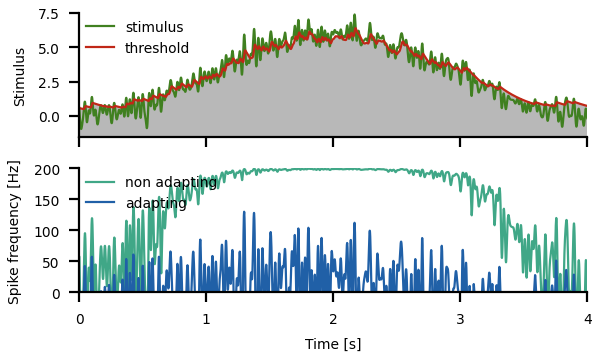 7.5
5.0
2.5
0.0
Stimulus
stimulus
threshold
200
150
100
50
0
Spike frequency [Hz]
non adapting
adapting
0 1 2 3 4
Time [s]